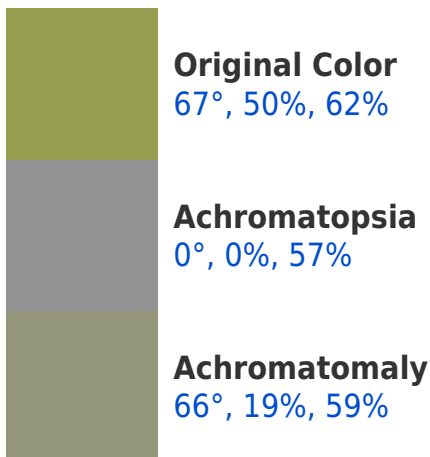 Original Color
67°, 50%, 62%
Achromatopsia
0°, 0%, 57%
Achromatomaly
66°, 19%, 59%